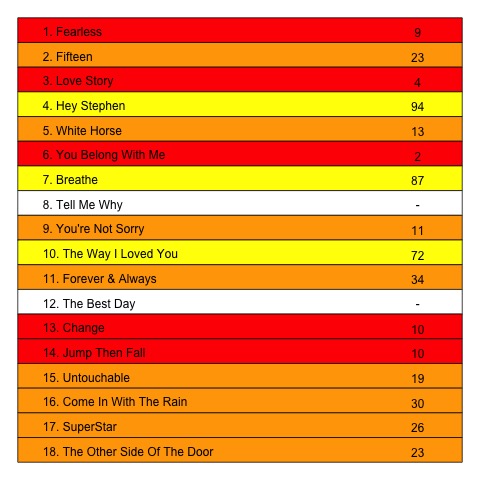 1. Fearless 9
2. Fifteen 23
3. Love Story 4
4. Hey Stephen 94
5. White Horse 13
6. You Belong With Me 2
7. Breathe 87
8. Tell Me Why -
9. You're Not Sorry 11
10. The Way I Loved You 72
11. Forever & Always 34
12. The Best Day -
13. Change 10
14. Jump Then Fall 10
15. Untouchable 19
16. Come In With The Rain 30
17. SuperStar 26
18. The Other Side Of The Door 23